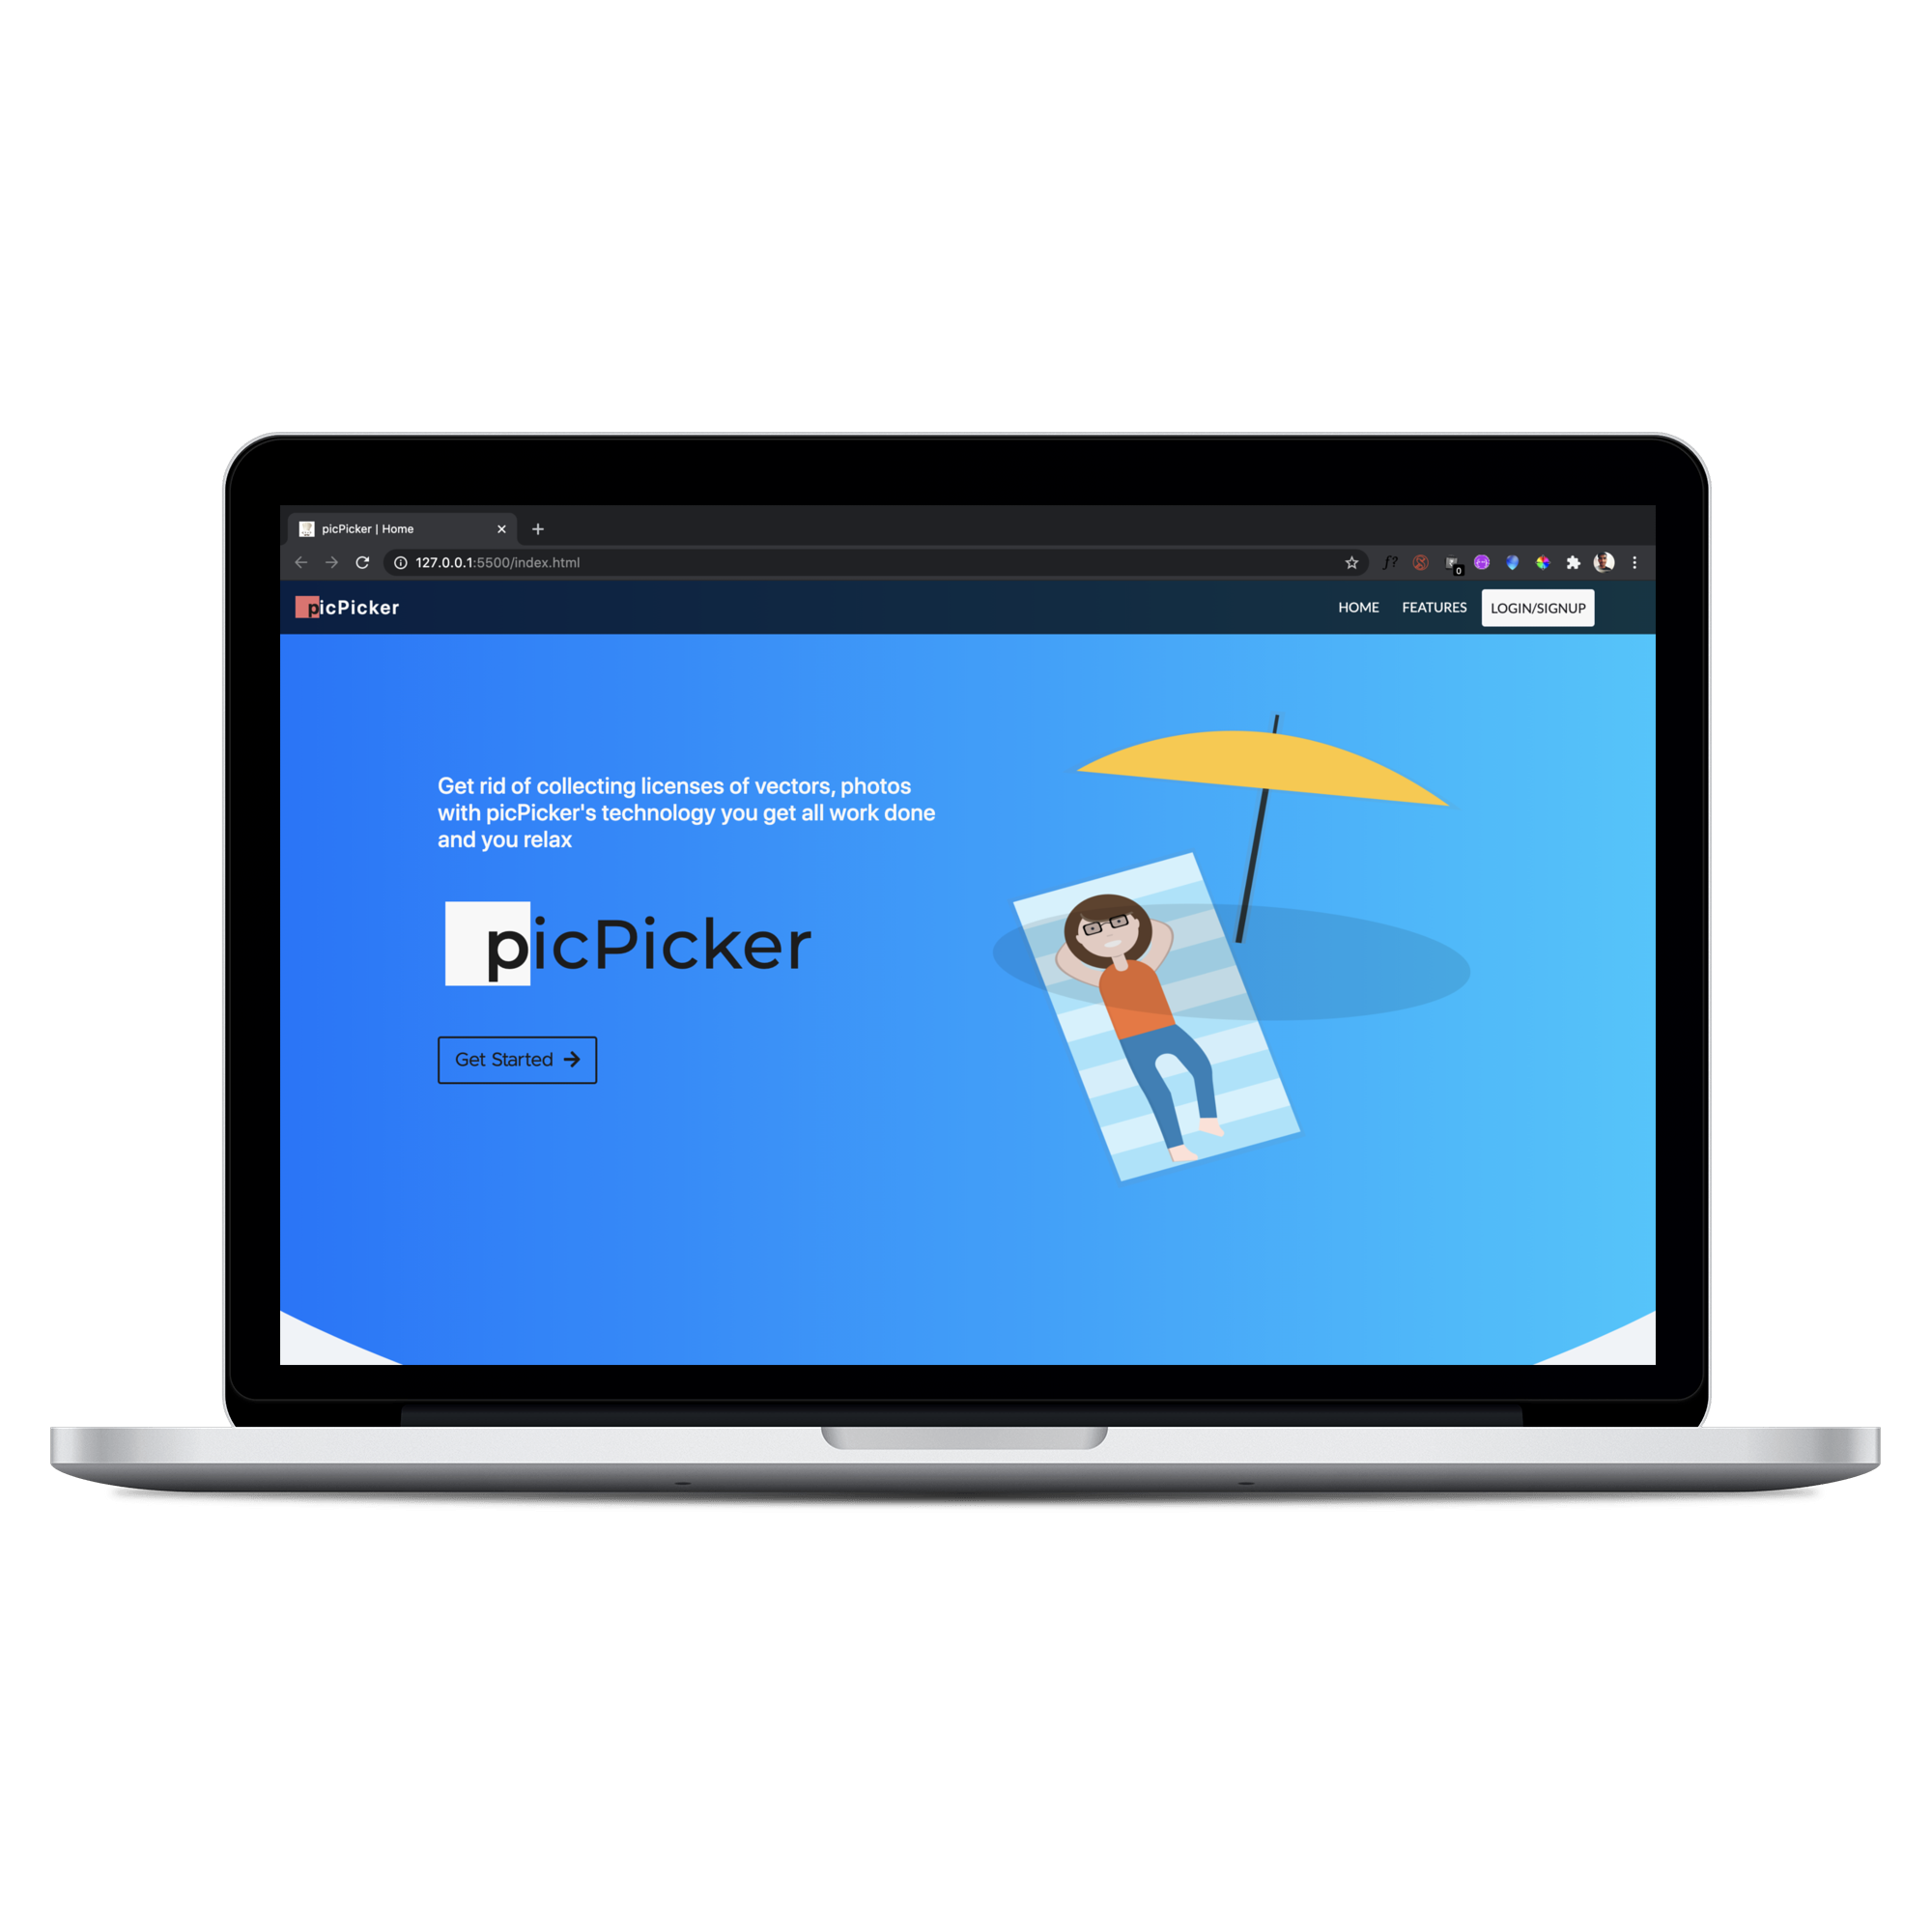 picPicker | Home
127.0.0.1:5500/index.html
f?
0
picPicker
HOME FEATURES LOGIN/SIGNUP
Get rid of collecting licenses of vectors, photos
with picPicker's technology you get all work done
and you relax
picPicker
Get Started